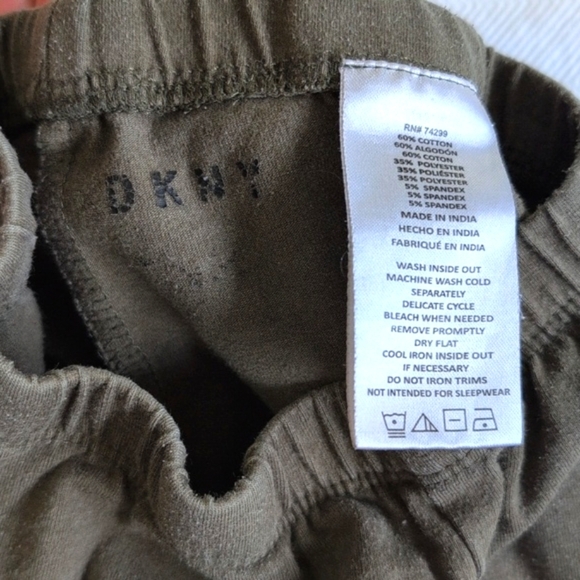 DKNY
RN# 74299
60% COTTON
60% ALGODÓN
60% COTON
35% POLYESTER
35% POLIÉSTER
35% POLYESTER
5% SPANDEX
5% SPANDEX
5% SPANDEX
MADE IN INDIA
HECHO EN INDIA
FABRIQUÉ EN INDIA
WASH INSIDE OUT
MACHINE WASH COLD
SEPARATELY
DELICATE CYCLE
BLEACH WHEN NEEDED
REMOVE PROMPTLY
DRY FLAT
COOL IRON INSIDE OUT
IF NECESSARY
DO NOT IRON TRIMS
NOT INTENDED FOR SLEEPWEAR